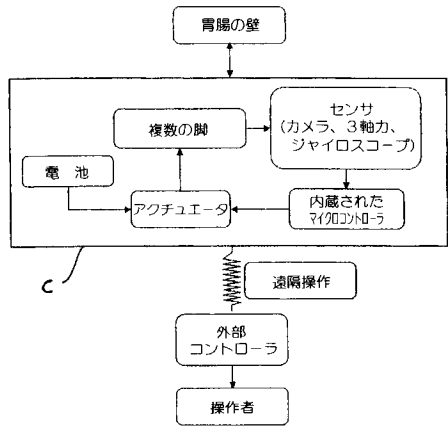 胃腸の壁
センサ
(カメラ、3軸力、
ジャイロスコープ)
複数の脚
電 池
アクチュエータ
内蔵された
マイクロコントローラ
C
遠隔操作
外部
コントローラ
操作者